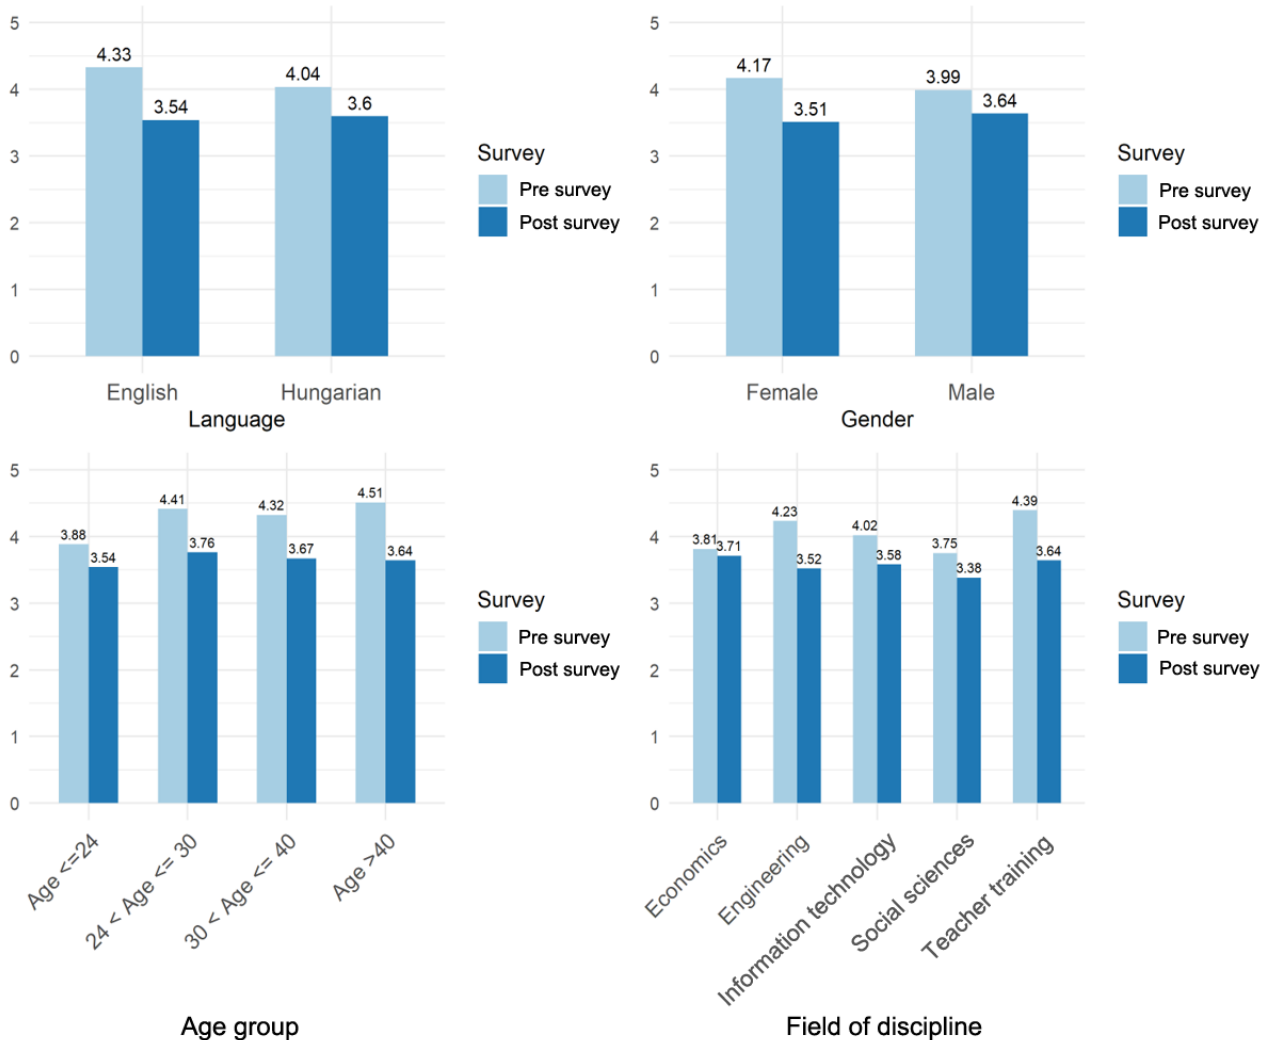 5
4
3
2
1
0
4.33
3.54
4.04
3.6
English
Hungarian
Language
Survey
Pre survey
Post survey
5
4
3
2
1
0
4.17
3.51
3.99
3.64
Female
Male
Gender
Survey
Pre survey
Post survey
5
4
3
2
1
0
3.88
3.54
4.41
3.76
4.32
3.67
4.51
3.64
Age <=24
24 < Age <= 30
30 < Age <= 40
Age >40
Age group
Survey
Pre survey
Post survey
5
4
3
2
1
0
3.81
3.71
4.23
3.52
4.02
3.58
3.75
3.38
4.39
3.64
Economics
Engineering
Information technology
Social sciences
Teacher training
Field of discipline
Survey
Pre survey
Post survey